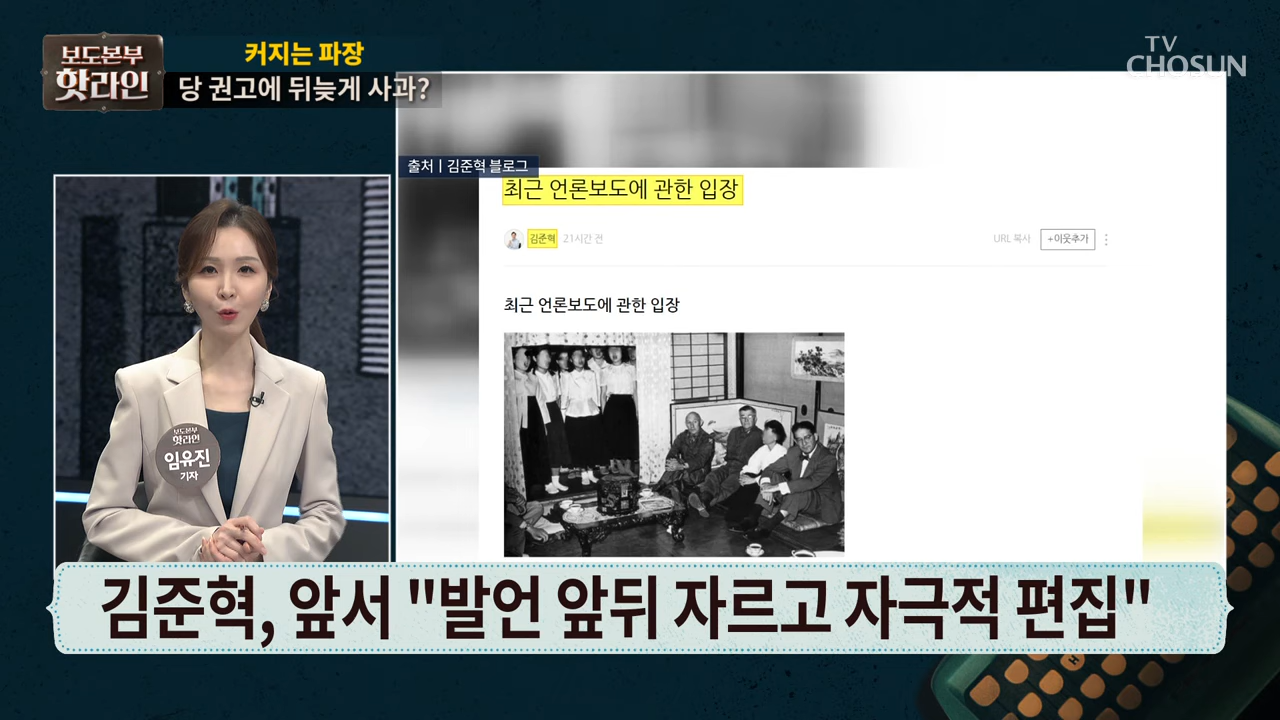 보도본부
핫라인
커지는 파장
당 권고에 뒤늦게 사과?
TV
CHOSUN
출처 | 김준혁 블로그
최근 언론보도에 관한 입장
김준혁 21시간 전
URL 복사 +이웃추가
최근 언론보도에 관한 입장
보도본부
핫라인
임유진
기자
김준혁, 앞서 "발언 앞뒤 자르고 자극적 편집"
H